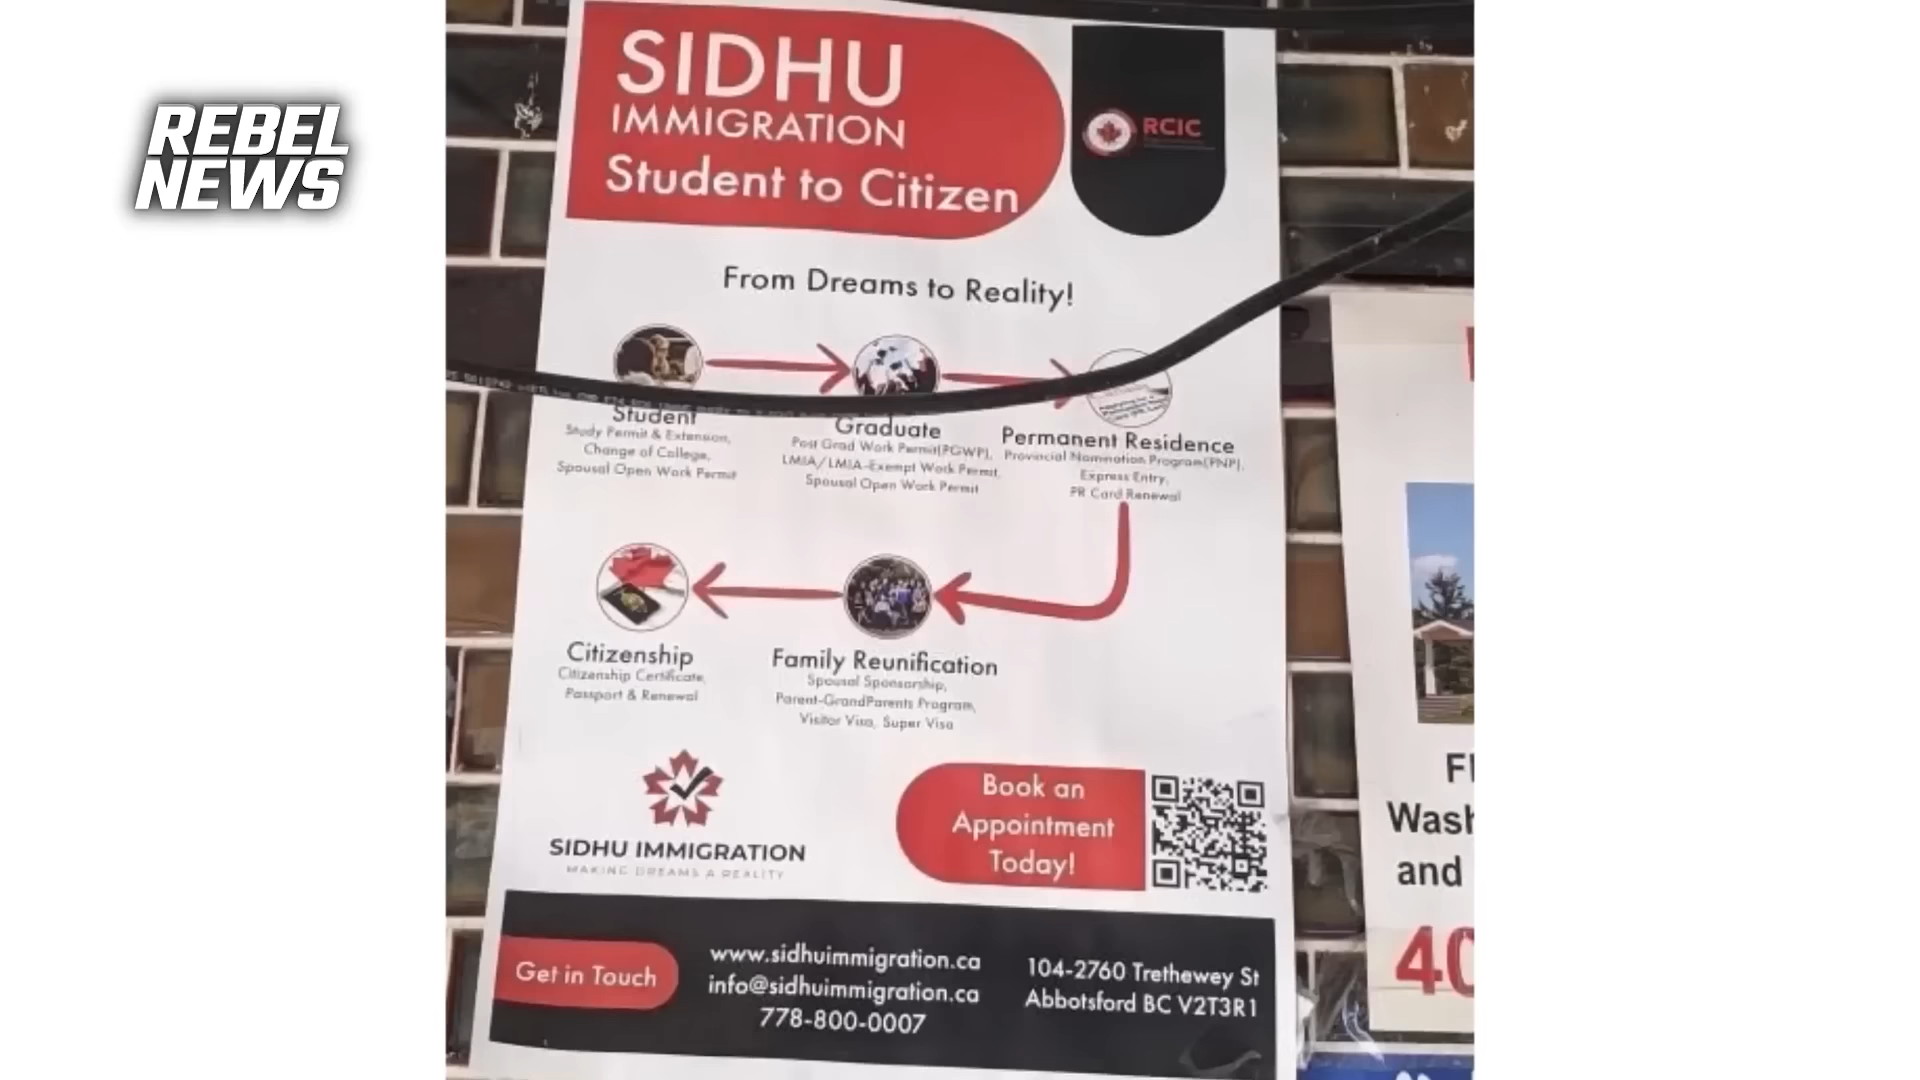 REBEL
NEWS
SIDHU
IMMIGRATION
Student to Citizen
RCIC
From Dreams to Reality!
Student
Study Permit & Extension,
Change of College,
Spousal Open Work Permit
Graduate
Post Grad Work Permit(PGWP),
LMIA/LMIA-Exempt Work Permit,
Spousal Open Work Permit
Permanent Residence
Provincial Nomination Program(PNP),
Express Entry,
PR Card Renewal
Citizenship
Citizenship Certificate,
Passport & Renewal
Family Reunification
Spousal Sponsorship,
Parent-GrandParents Program,
Visitor Visa, Super Visa
SIDHU IMMIGRATION
MAKING DREAMS A REALITY
Book an
Appointment
Today!
Get in Touch
www.sidhuimmigration.ca
info@sidhuimmigration.ca
778-800-0007
104-2760 Trethewey St
Abbotsford BC V2T3R1
Wash
and
40